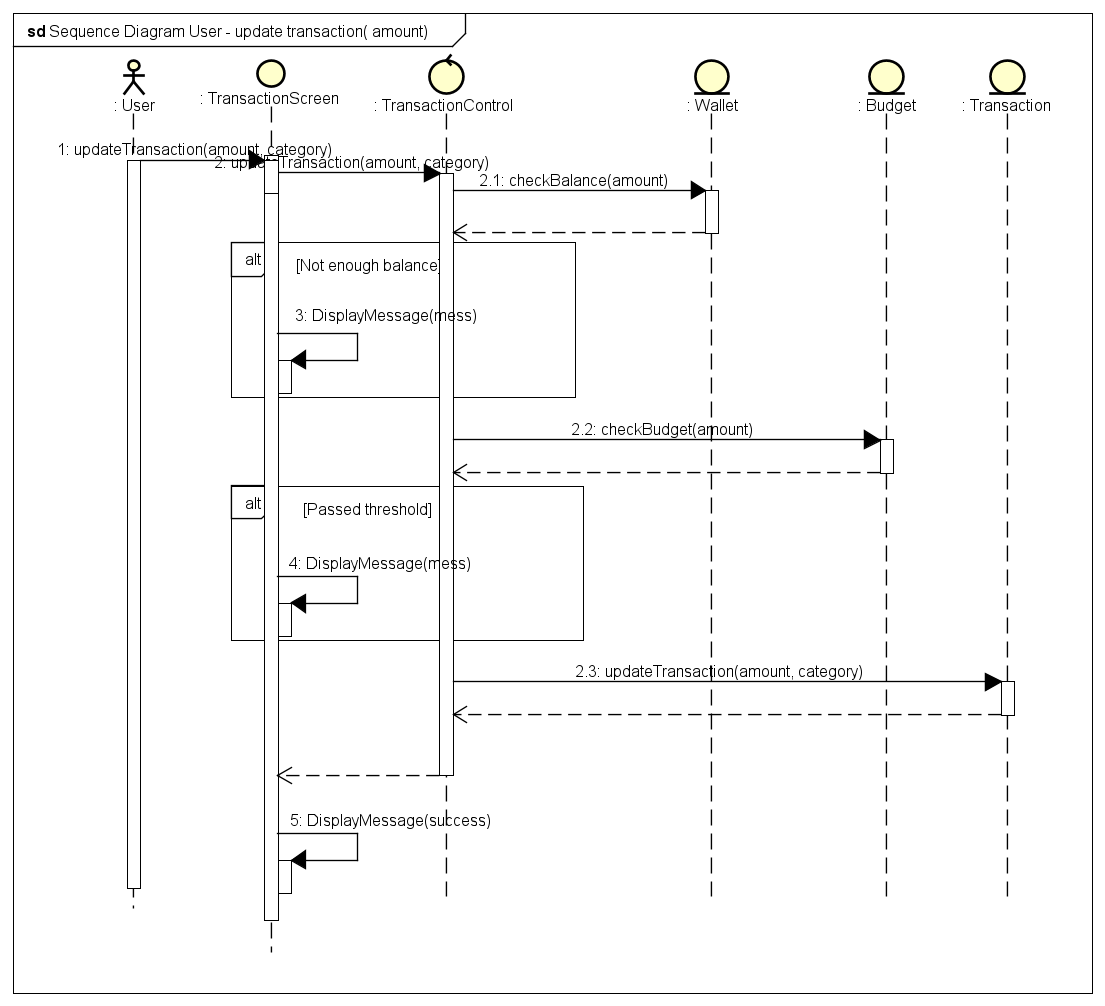 sd Sequence Diagram User - update transaction( amount)
: User
: TransactionScreen
: TransactionControl
: Wallet
: Budget
: Transaction
1: updateTransaction(amount, category)
2: updateTransaction(amount, category)
2.1: checkBalance(amount)
alt
[Not enough balance]
3: DisplayMessage(mess)
2.2: checkBudget(amount)
alt
[Passed threshold]
4: DisplayMessage(mess)
2.3: updateTransaction(amount, category)
5: DisplayMessage(success)